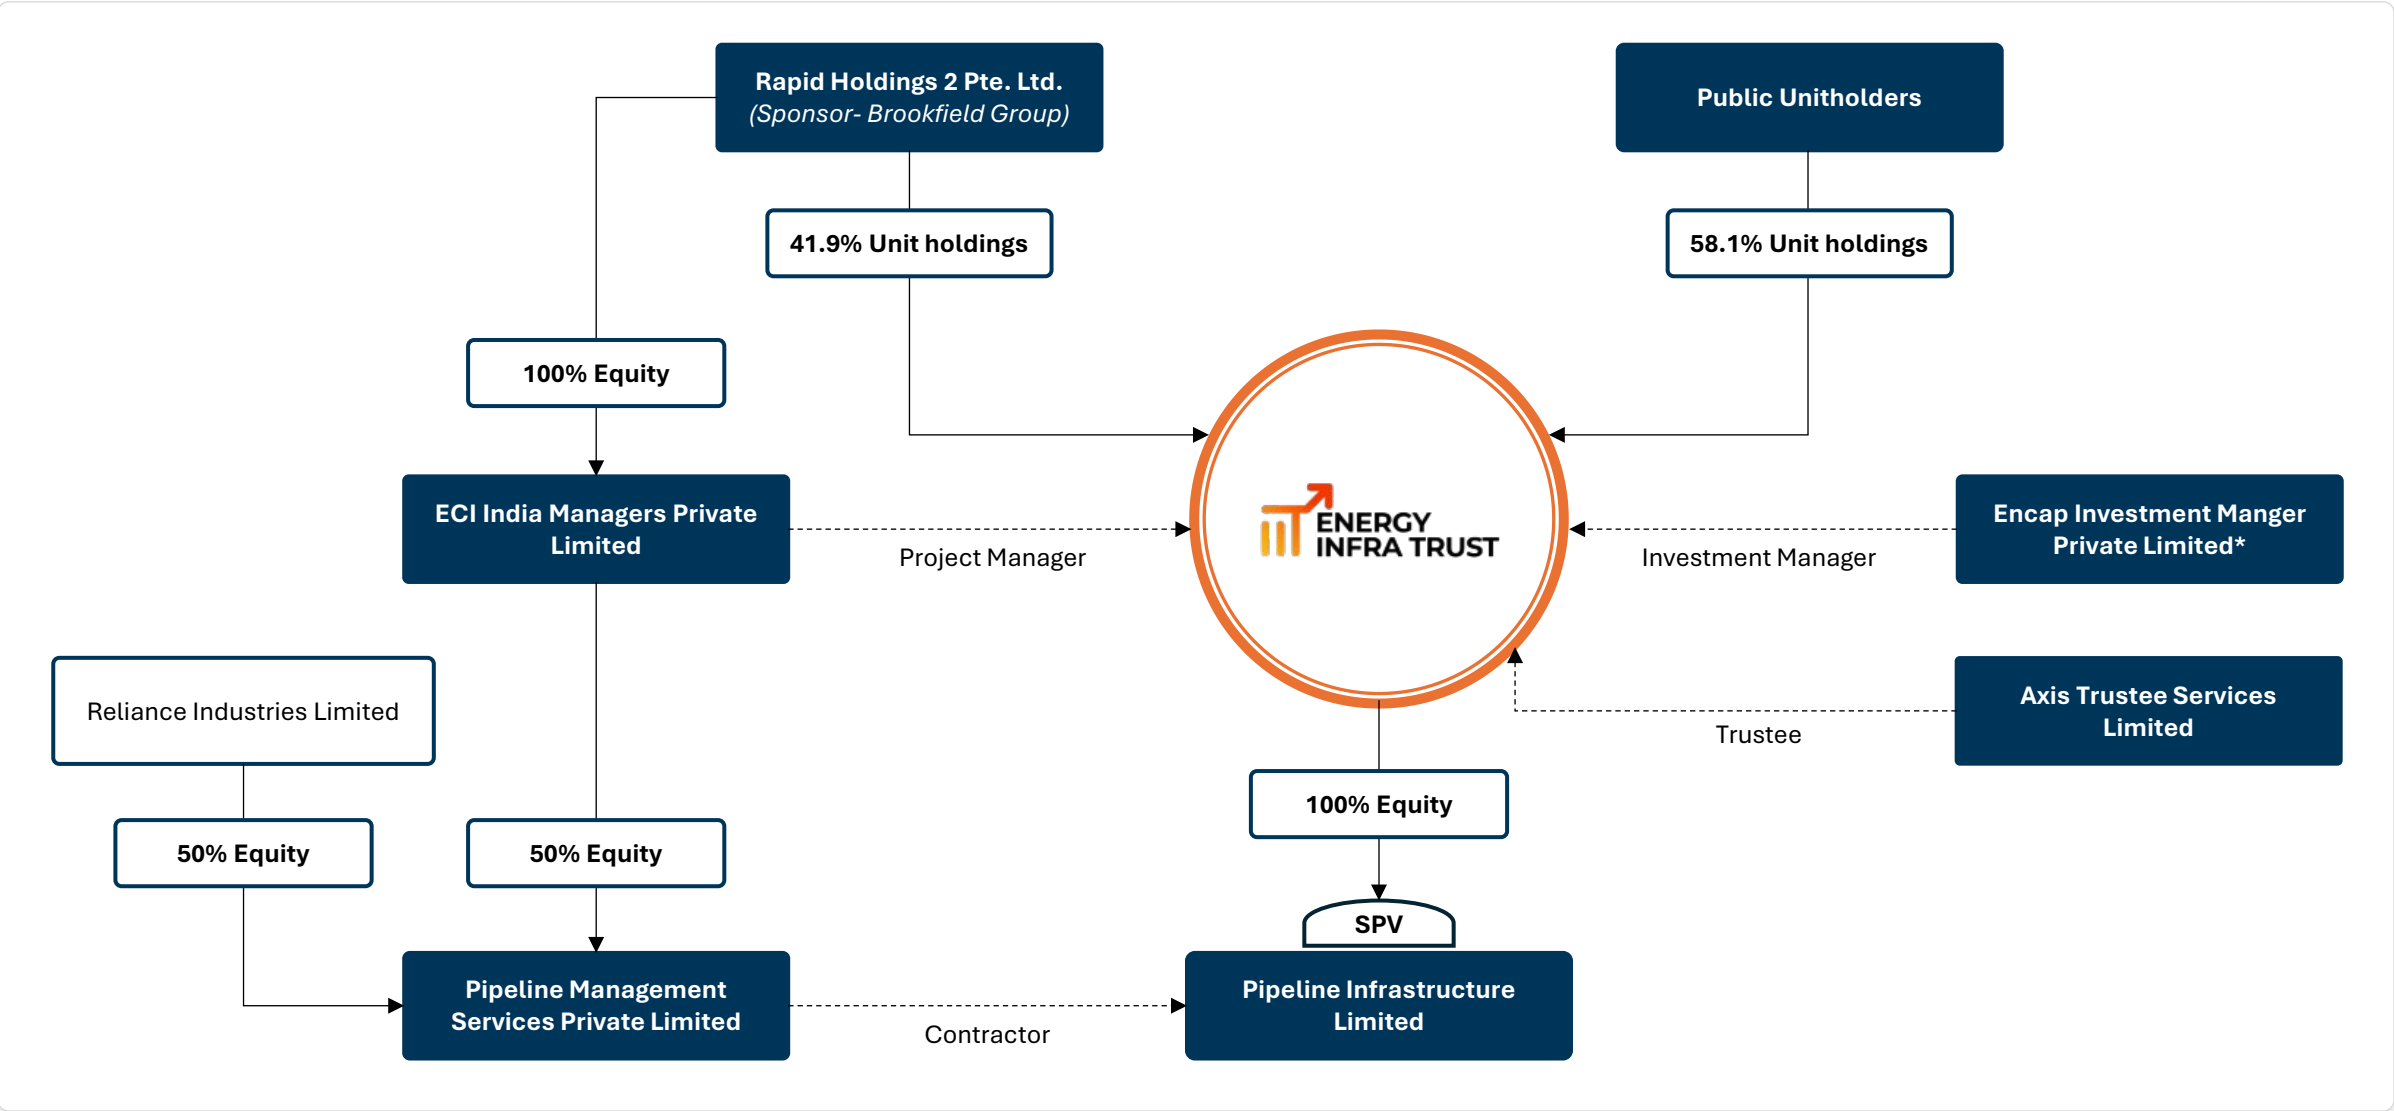 Rapid Holdings 2 Pte. Ltd.
(Sponsor- Brookfield Group)
Public Unitholders
41.9% Unit holdings
58.1% Unit holdings
100% Equity
ECI India Managers Private
Limited
Project Manager
ENERGY
INFRA TRUST
Investment Manager
Encap Investment Manger
Private Limited*
Reliance Industries Limited
Axis Trustee Services
Limited
Trustee
50% Equity
50% Equity
100% Equity
SPV
Pipeline Management
Services Private Limited
Contractor
Pipeline Infrastructure
Limited